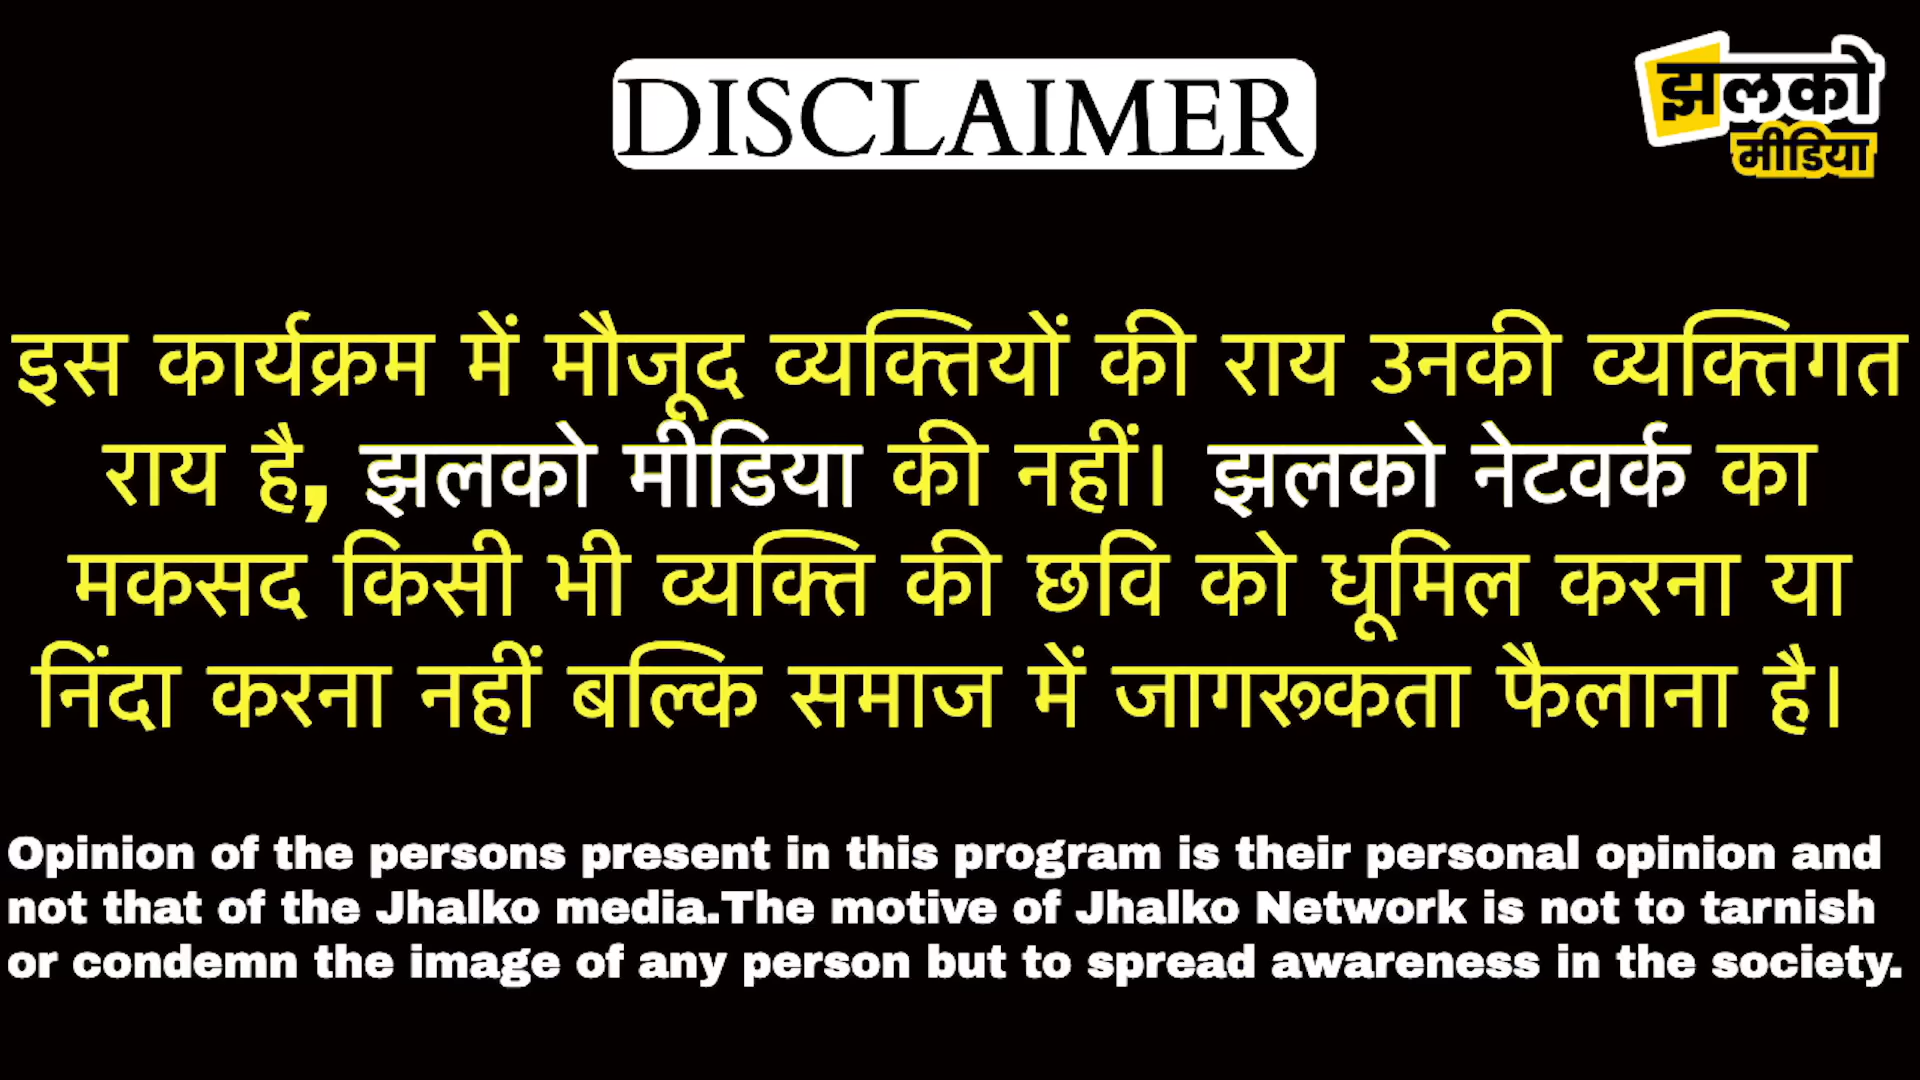 DISCLAIMER
झलको
मीडिया
इस कार्यक्रम में मौजूद व्यक्तियों की राय उनकी व्यक्तिगत
राय है, झलको मीडिया की नहीं। झलको नेटवर्क का
मकसद किसी भी व्यक्ति की छवि को धूमिल करना या
निंदा करना नहीं बल्कि समाज में जागरूकता फैलाना है।
Opinion of the persons present in this program is their personal opinion and
not that of the Jhalko media.The motive of Jhalko Network is not to tarnish
or condemn the image of any person but to spread awareness in the society.